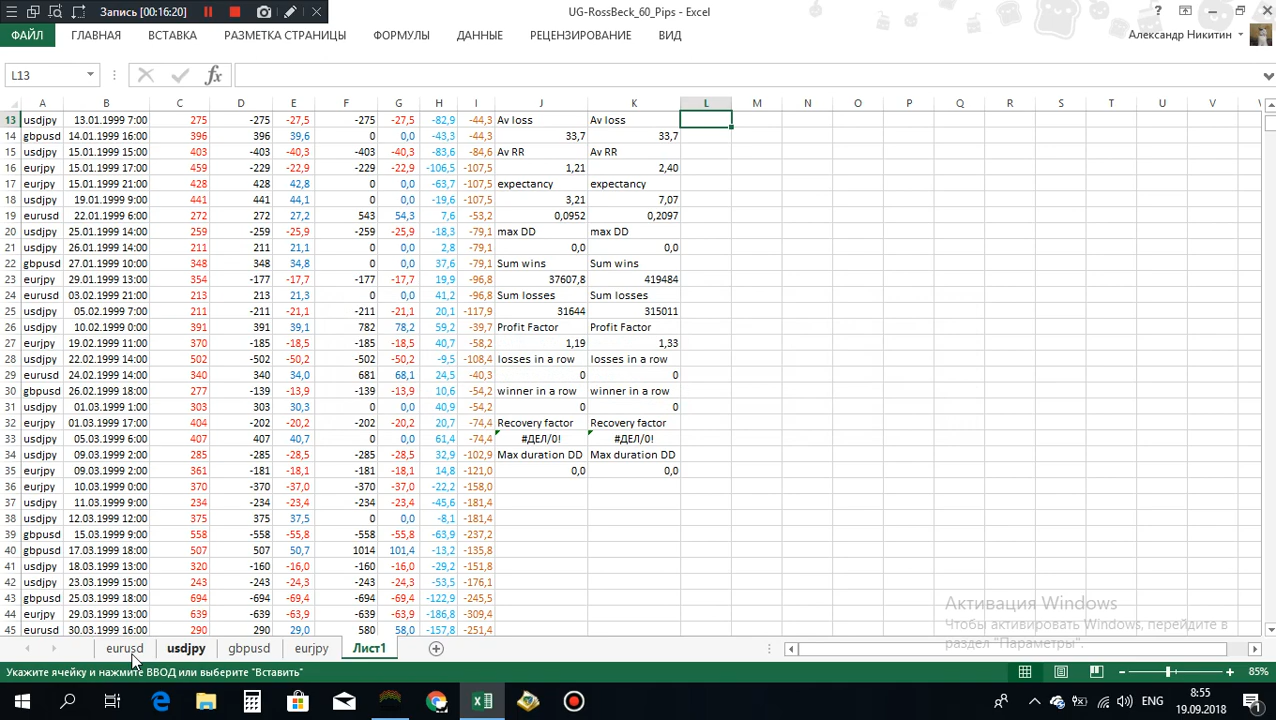 Запись [00:16:20]
UG-RossBeck_60_Pips - Excel
ФАЙЛ ГЛАВНАЯ ВСТАВКА РАЗМЕТКА СТРАНИЦЫ ФОРМУЛЫ ДАННЫЕ РЕЦЕНЗИРОВАНИЕ ВИД Александр Никитин
L13 fx
A B C D E F G H I J K L M N O P Q R S T U V
13 usdjpy 13.01.1999 7:00 275 -275 -27,5 -275 -27,5 -82,9 -44,3 Av loss Av loss
14 gbpusd 14.01.1999 16:00 396 396 39,6 0 0,0 -43,3 -44,3 33,7 33,7
15 usdjpy 15.01.1999 15:00 403 -403 -40,3 -403 -40,3 -83,6 -84,6 Av RR Av RR
16 eurjpy 15.01.1999 17:00 459 -229 -22,9 -229 -22,9 -106,5 -107,5 1,21 2,40
17 eurjpy 15.01.1999 21:00 428 428 42,8 0 0,0 -63,7 -107,5 expectancy expectancy
18 usdjpy 19.01.1999 9:00 441 441 44,1 0 0,0 -19,6 -107,5 3,21 7,07
19 eurusd 22.01.1999 6:00 272 272 27,2 543 54,3 7,6 -53,2 0,0952 0,2097
20 usdjpy 25.01.1999 14:00 259 -259 -25,9 -259 -25,9 -18,3 -79,1 max DD max DD
21 usdjpy 26.01.1999 14:00 211 211 21,1 0 0,0 2,8 -79,1 0,0 0,0
22 gbpusd 27.01.1999 10:00 348 348 34,8 0 0,0 37,6 -79,1 Sum wins Sum wins
23 eurjpy 29.01.1999 13:00 354 -177 -17,7 -177 -17,7 19,9 -96,8 37607,8 419484
24 eurusd 03.02.1999 21:00 213 213 21,3 0 0,0 41,2 -96,8 Sum losses Sum losses
25 usdjpy 05.02.1999 7:00 211 -211 -21,1 -211 -21,1 20,1 -117,9 31644 315011
26 usdjpy 10.02.1999 0:00 391 391 39,1 782 78,2 59,2 -39,7 Profit Factor Profit Factor
27 eurjpy 19.02.1999 11:00 370 -185 -18,5 -185 -18,5 40,7 -58,2 1,19 1,33
28 usdjpy 22.02.1999 14:00 502 -502 -50,2 -502 -50,2 -9,5 -108,4 losses in a row losses in a row
29 eurusd 24.02.1999 14:00 340 340 34,0 681 68,1 24,5 -40,3 0 0
30 gbpusd 26.02.1999 18:00 277 -139 -13,9 -139 -13,9 10,6 -54,2 winner in a row winner in a row
31 usdjpy 01.03.1999 1:00 303 303 30,3 0 0,0 40,9 -54,2 0 0
32 eurjpy 01.03.1999 17:00 404 -202 -20,2 -202 -20,2 20,7 -74,4 Recovery factor Recovery factor
33 usdjpy 05.03.1999 6:00 407 407 40,7 0 0,0 61,4 -74,4 #ДЕЛ/0! #ДЕЛ/0!
34 usdjpy 09.03.1999 2:00 285 -285 -28,5 -285 -28,5 32,9 -102,9 Max duration DD Max duration DD
35 eurjpy 09.03.1999 2:00 361 -181 -18,1 -181 -18,1 14,8 -121,0 0,0 0,0
36 eurjpy 10.03.1999 0:00 370 -370 -37,0 -370 -37,0 -22,2 -158,0
37 usdjpy 11.03.1999 9:00 234 -234 -23,4 -234 -23,4 -45,6 -181,4
38 usdjpy 12.03.1999 12:00 375 375 37,5 0 0,0 -8,1 -181,4
39 gbpusd 15.03.1999 9:00 558 -558 -55,8 -558 -55,8 -63,9 -237,2
40 gbpusd 17.03.1999 18:00 507 507 50,7 1014 101,4 -13,2 -135,8
41 usdjpy 18.03.1999 13:00 320 -160 -16,0 -160 -16,0 -29,2 -151,8
42 usdjpy 23.03.1999 15:00 243 -243 -24,3 -243 -24,3 -53,5 -176,1
43 gbpusd 25.03.1999 18:00 694 -694 -69,4 -694 -69,4 -122,9 -245,5
44 eurjpy 29.03.1999 13:00 639 -639 -63,9 -639 -63,9 -186,8 -309,4
45 eurusd 30.03.1999 16:00 290 290 29,0 580 58,0 -157,8 -251,4
Активация Windows
Чтобы активировать Windows, перейдите в
раздел "Параметры".
eurusd usdjpy gbpusd eurjpy Лист1
Укажите ячейку и нажмите ВВОД или выберите "Вставить" 85%
ENG 8:55
19.09.2018
1